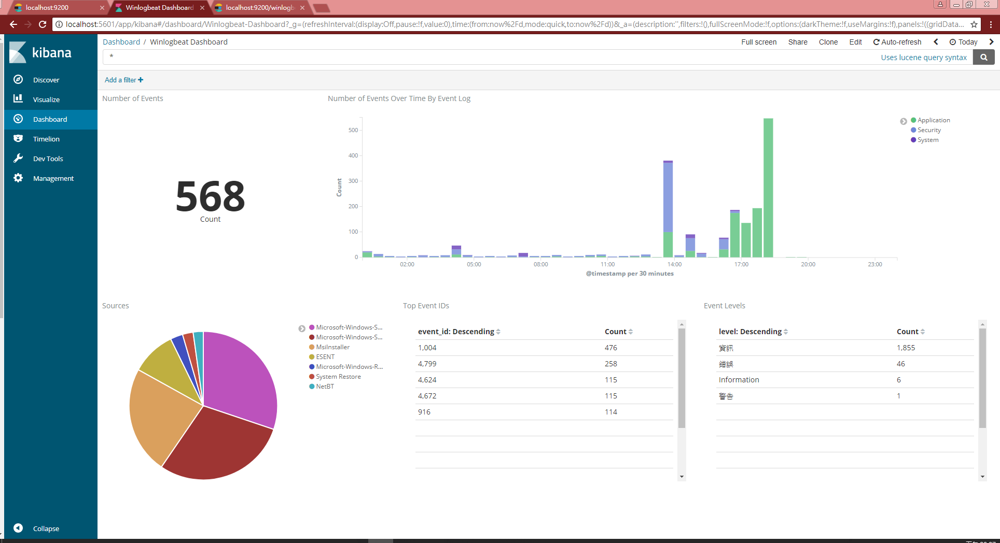 localhost:9200
Winlogbeat Dashboard
localhost:9200/winlogb
localhost:5601/app/kibana#/dashboard/Winlogbeat-Dashboard?_g=(refreshInterval:(display:Off,pause:!f,value:0),time:(from:now%2Fd,mode:quick,to:now%2Fd))&_a=(description:'',filters:!(),fullScreenMode:!f,options:(darkTheme:!f,useMargins:!f),panels:!((gridData...
kibana
Discover
Visualize
Dashboard
Timelion
Dev Tools
Management
Collapse
Dashboard / Winlogbeat Dashboard
Full screen Share Clone Edit Auto-refresh Today
*
Uses lucene query syntax
Add a filter +
Number of Events
568
Count
Number of Events Over Time By Event Log
500
400
300
200
100
0
Count
02:00 05:00 08:00 11:00 14:00 17:00 20:00 23:00
@timestamp per 30 minutes
Application
Security
System
Sources
Microsoft-Windows-S...
Microsoft-Windows-S...
MsiInstaller
ESENT
Microsoft-Windows-R...
System Restore
NetBT
Top Event IDs
event_id: Descending Count
1,004 476
4,799 258
4,624 115
4,672 115
916 114
Event Levels
level: Descending Count
資訊 1,855
錯誤 46
Information 6
警告 1